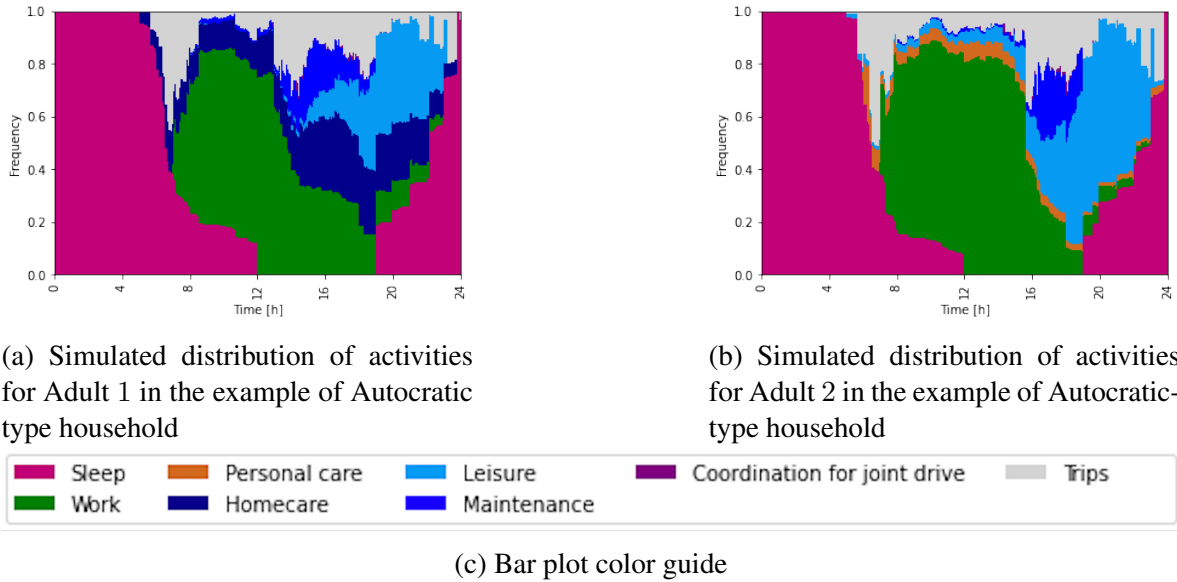 1.0
0.8
0.6
0.4
0.2
0.0
Frequency
0
4
8
12
16
20
24
Time [h]
(a) Simulated distribution of activities
for Adult 1 in the example of Autocratic
type household
1.0
0.8
0.6
0.4
0.2
0.0
Frequency
0
4
8
12
16
20
24
Time [h]
(b) Simulated distribution of activities
for Adult 2 in the example of Autocratic-
type household
Sleep Personal care Leisure Coordination for joint drive Trips
Work Homecare Maintenance
(c) Bar plot color guide